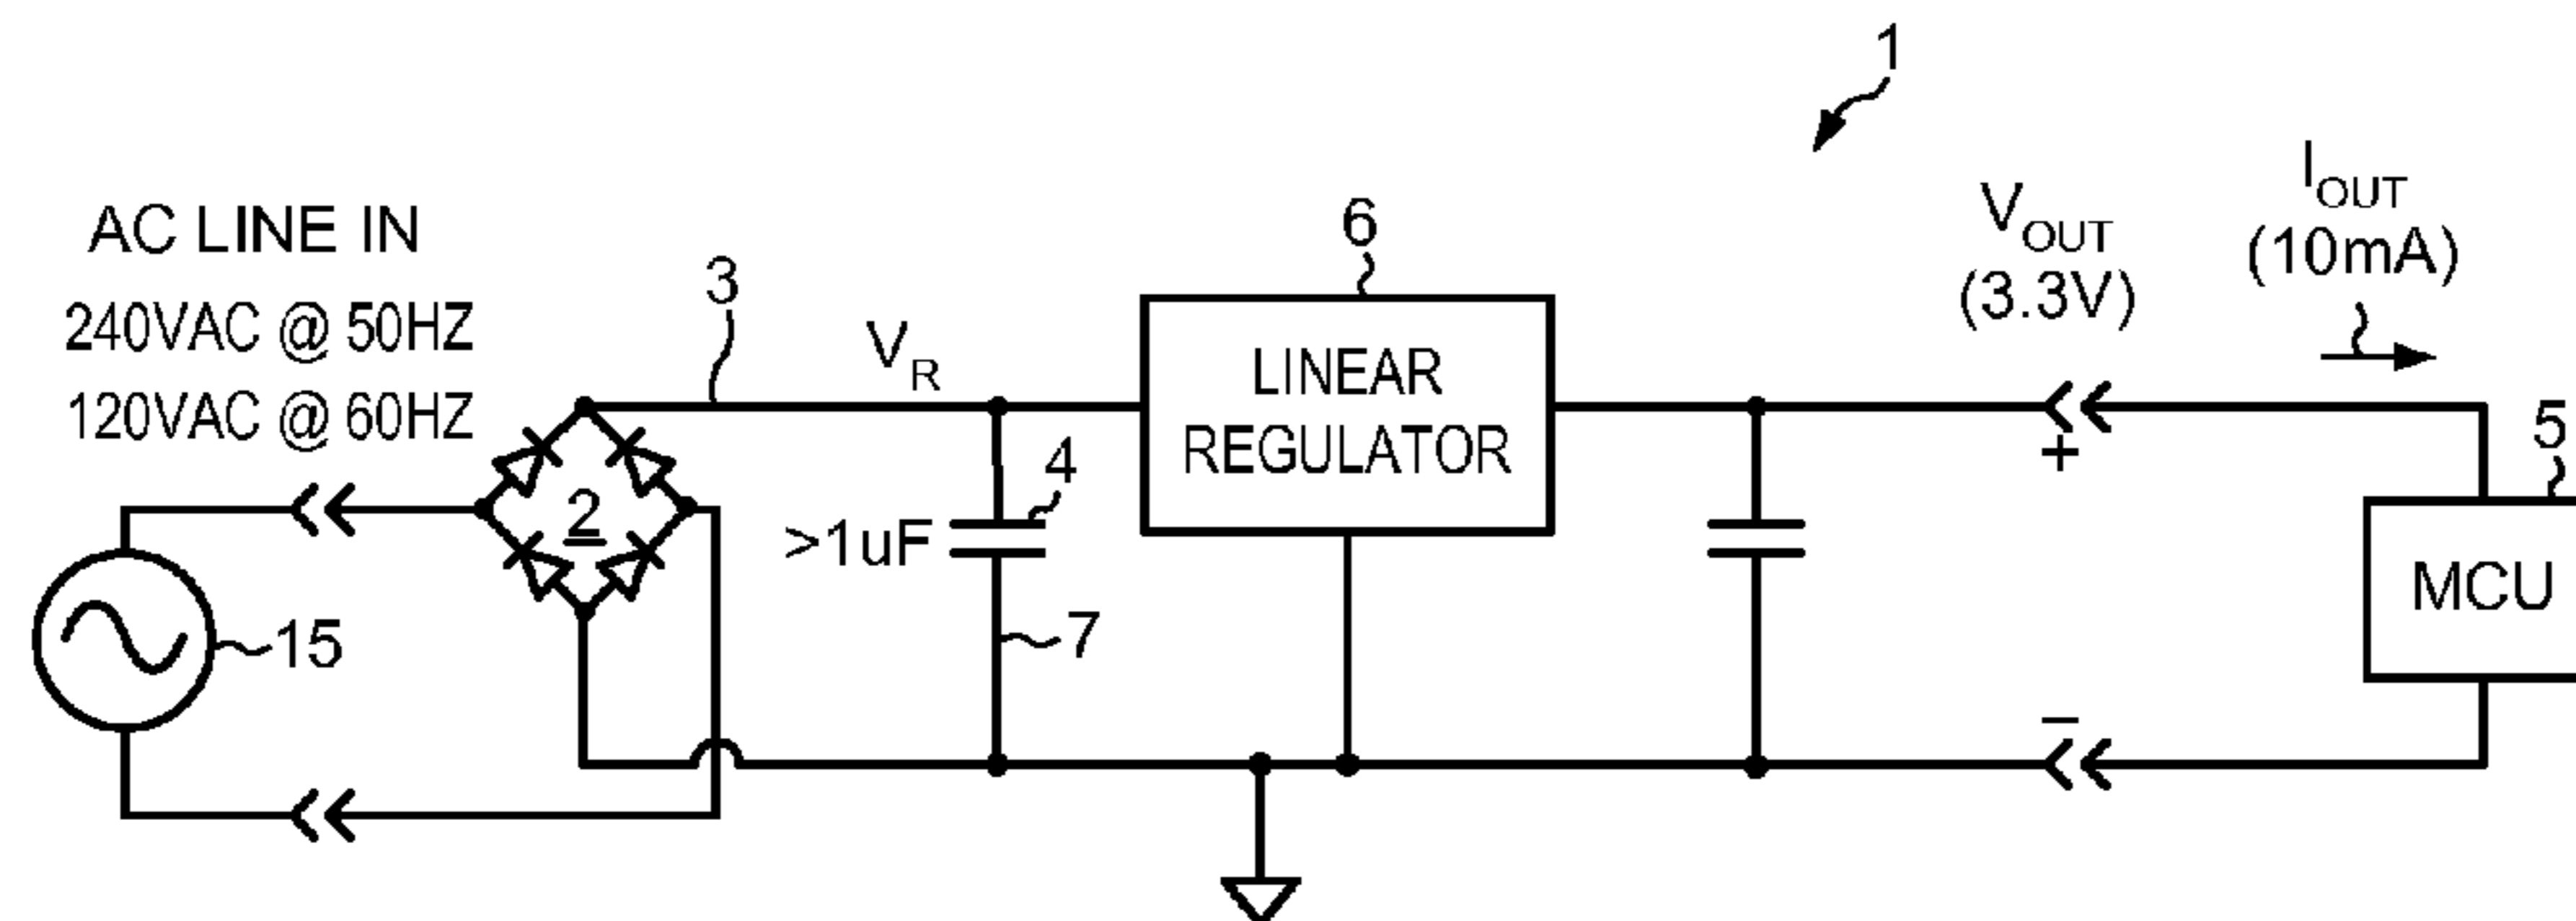 1
AC LINE IN
240VAC @ 50HZ
120VAC @ 60HZ
3
V_R
6
LINEAR
REGULATOR
V_OUT
(3.3V)
I_OUT
(10mA)
2
4
>1uF
7
15
+
–
5
MCU